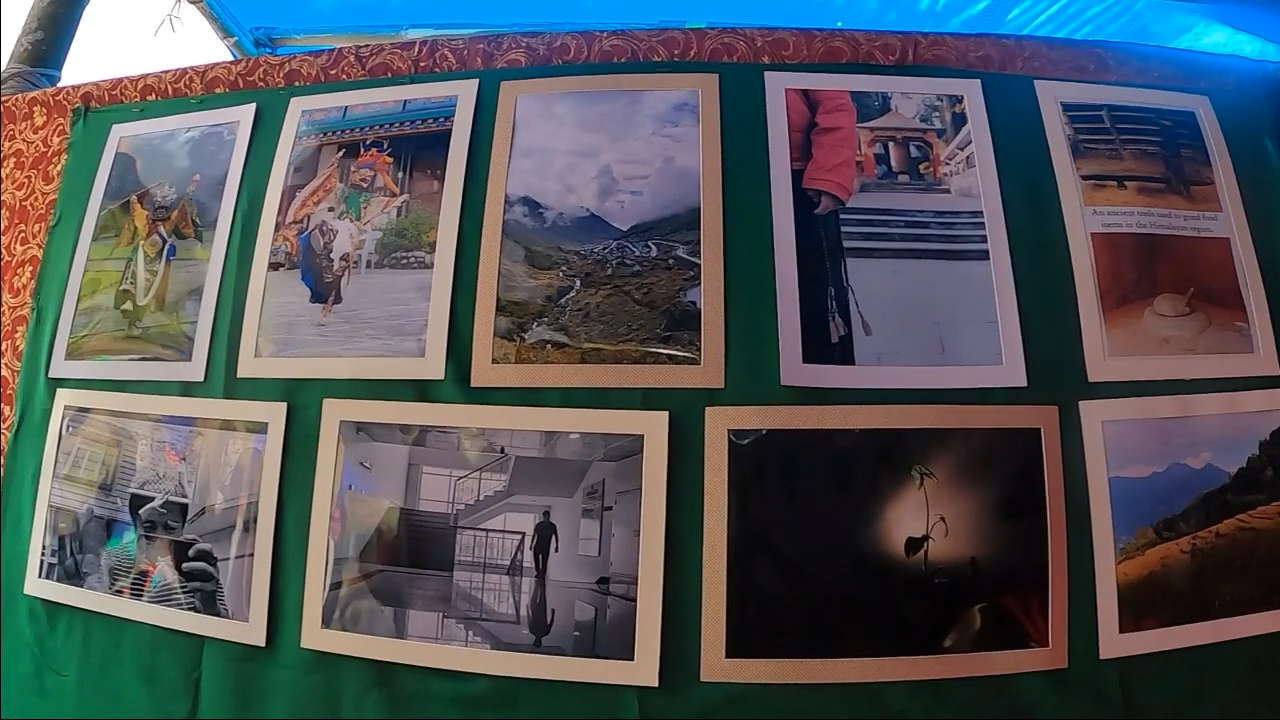 An ancient tools used to grind food
items in the Himalayan region.